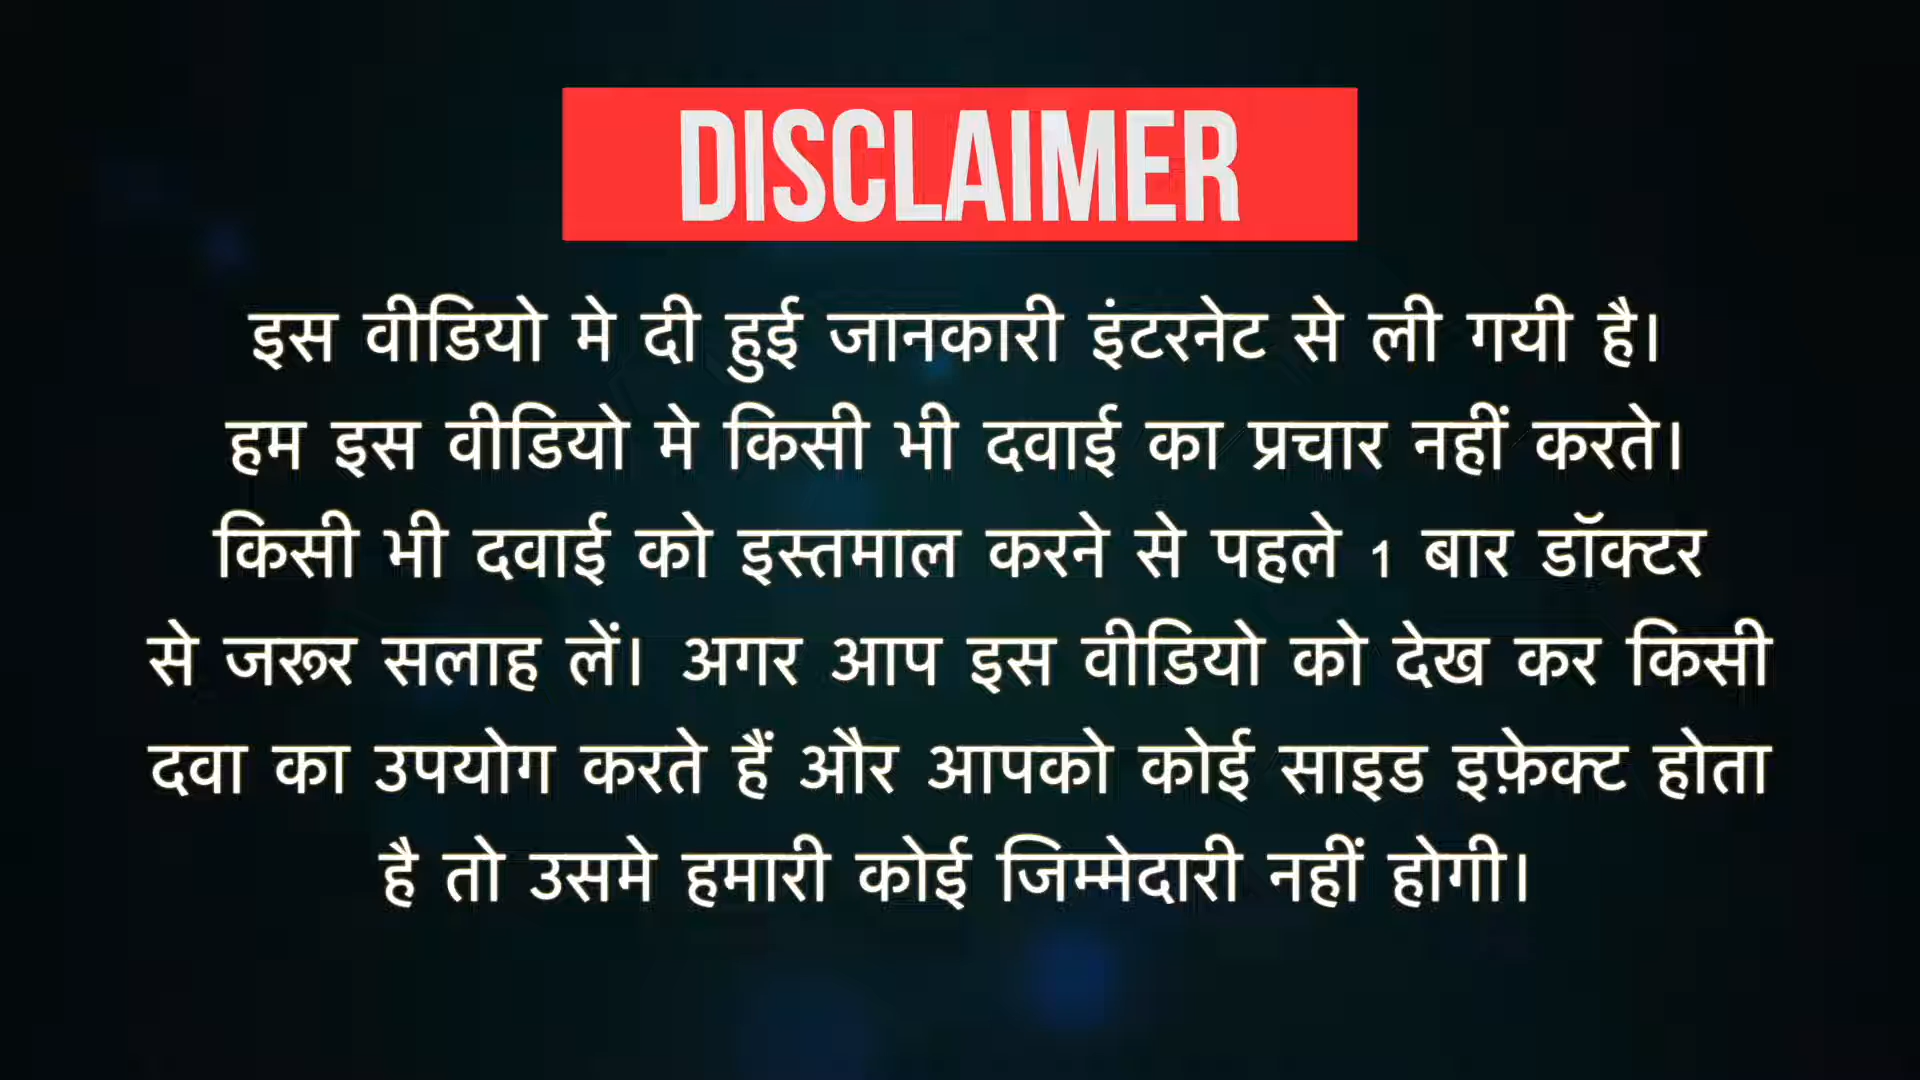 DISCLAIMER
इस वीडियो मे दी हुई जानकारी इंटरनेट से ली गयी है।
हम इस वीडियो मे किसी भी दवाई का प्रचार नहीं करते।
किसी भी दवाई को इस्तमाल करने से पहले 1 बार डॉक्टर
से जरूर सलाह लें। अगर आप इस वीडियो को देख कर किसी
दवा का उपयोग करते हैं और आपको कोई साइड इफ़ेक्ट होता
है तो उसमे हमारी कोई जिम्मेदारी नहीं होगी।